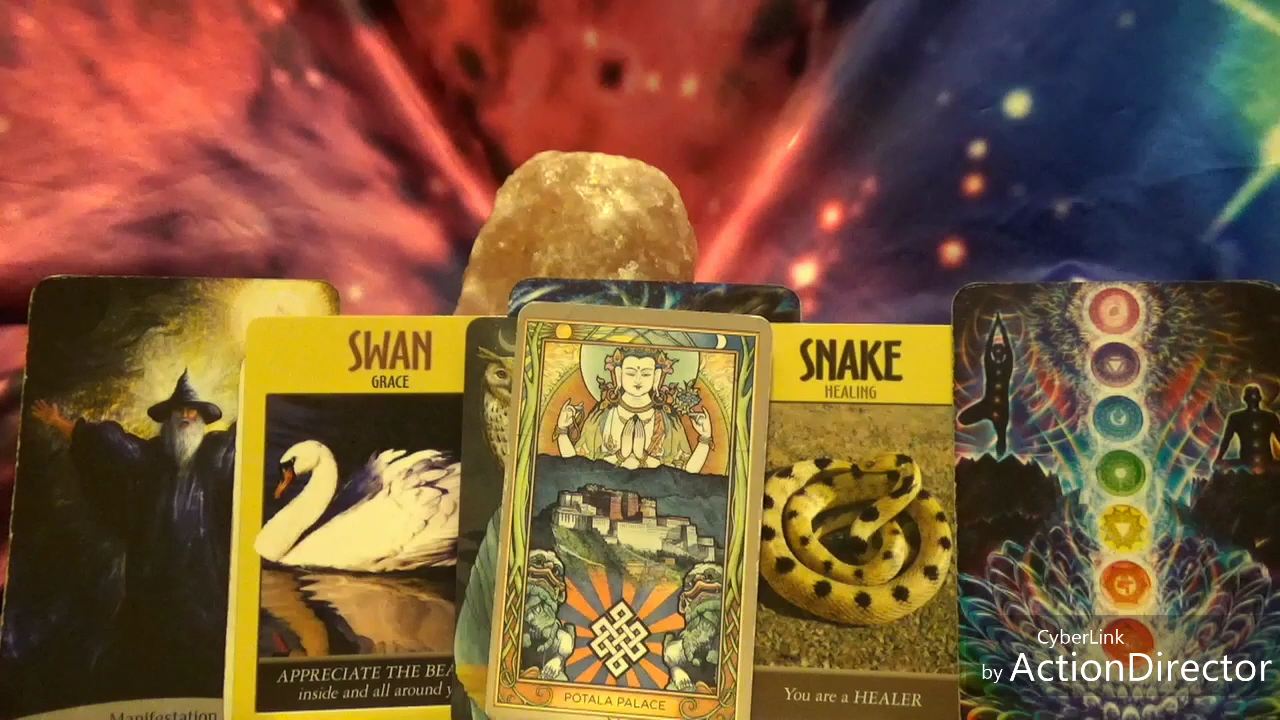 SWAN
GRACE
APPRECIATE THE
inside and all around
Manifestation
POTALA PALACE
SNAKE
HEALING
You are a HEALER
CyberLink
by ActionDirector